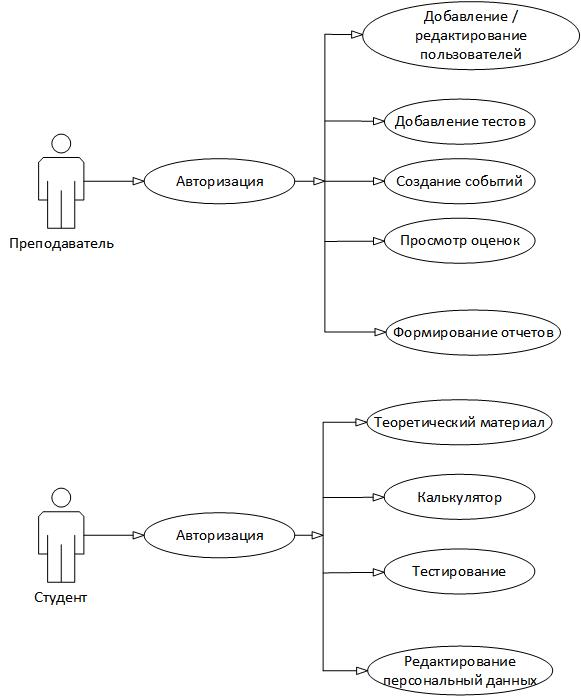 Добавление /
редактирование
пользователей
Добавление тестов
Авторизация
Создание событий
Просмотр оценок
Преподаватель
Формирование отчетов
Теоретический материал
Калькулятор
Авторизация
Тестирование
Студент
Редактирование
персональный данных